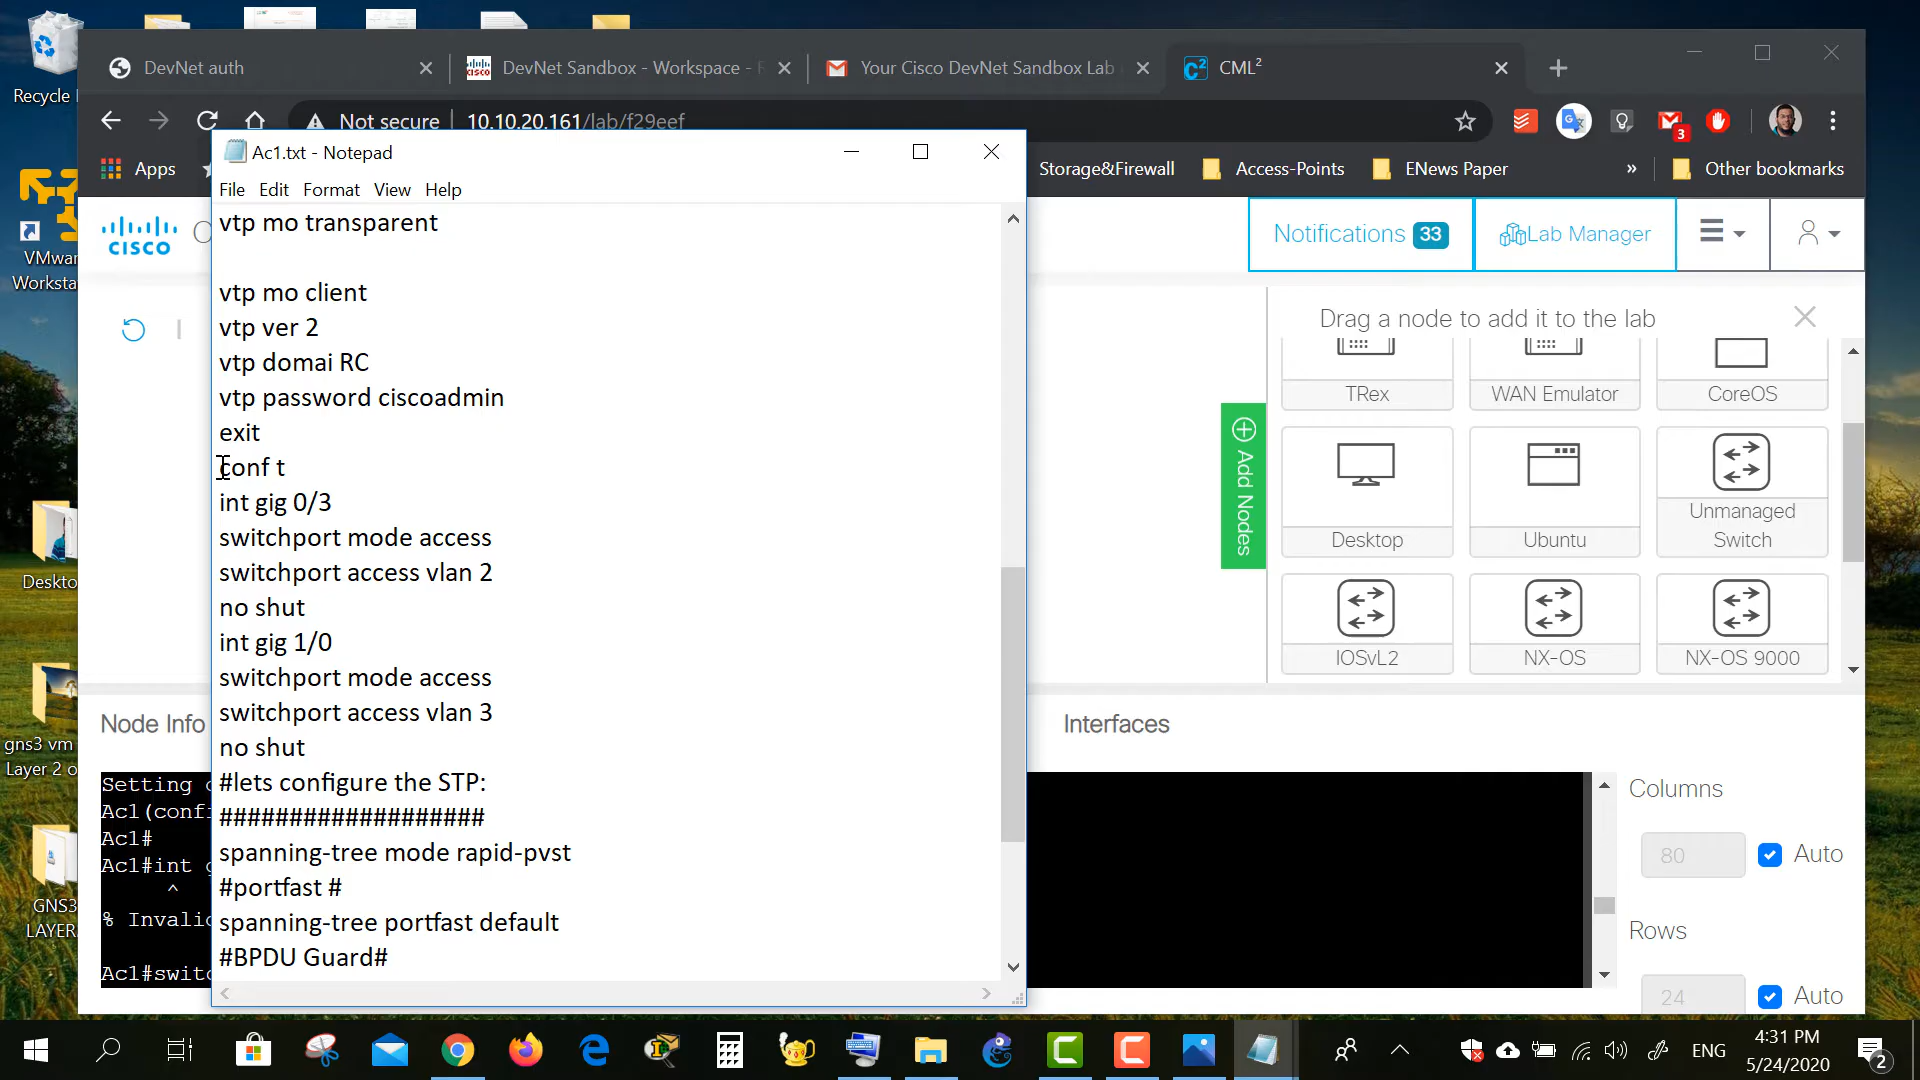 Recycle
VMwar
Worksta
Deskto
gns3 vm
Layer 2 o
GNS3
LAYER
DevNet auth
DevNet Sandbox - Workspace -
Your Cisco DevNet Sandbox Lab
CML²
Not secure
10.10.20.161/lab/f29eef
3
Apps
Storage&Firewall
Access-Points
ENews Paper
»
Other bookmarks
CISCO
Notifications 33
Lab Manager
Ac1.txt - Notepad
File Edit Format View Help
vtp mo transparent
vtp mo client
vtp ver 2
vtp domai RC
vtp password ciscoadmin
exit
conf t
int gig 0/3
switchport mode access
switchport access vlan 2
no shut
int gig 1/0
switchport mode access
switchport access vlan 3
no shut
#lets configure the STP:
###################
spanning-tree mode rapid-pvst
#portfast #
spanning-tree portfast default
#BPDU Guard#
Drag a node to add it to the lab
TRex
WAN Emulator
CoreOS
Add Nodes
Desktop
Ubuntu
Unmanaged
Switch
IOSvL2
NX-OS
NX-OS 9000
Node Info
Interfaces
Setting
Ac1(conf
Ac1#
Ac1#int
^
% Invali
Ac1#swit
Columns
80
Auto
Rows
24
Auto
ENG
4:31 PM
5/24/2020
2